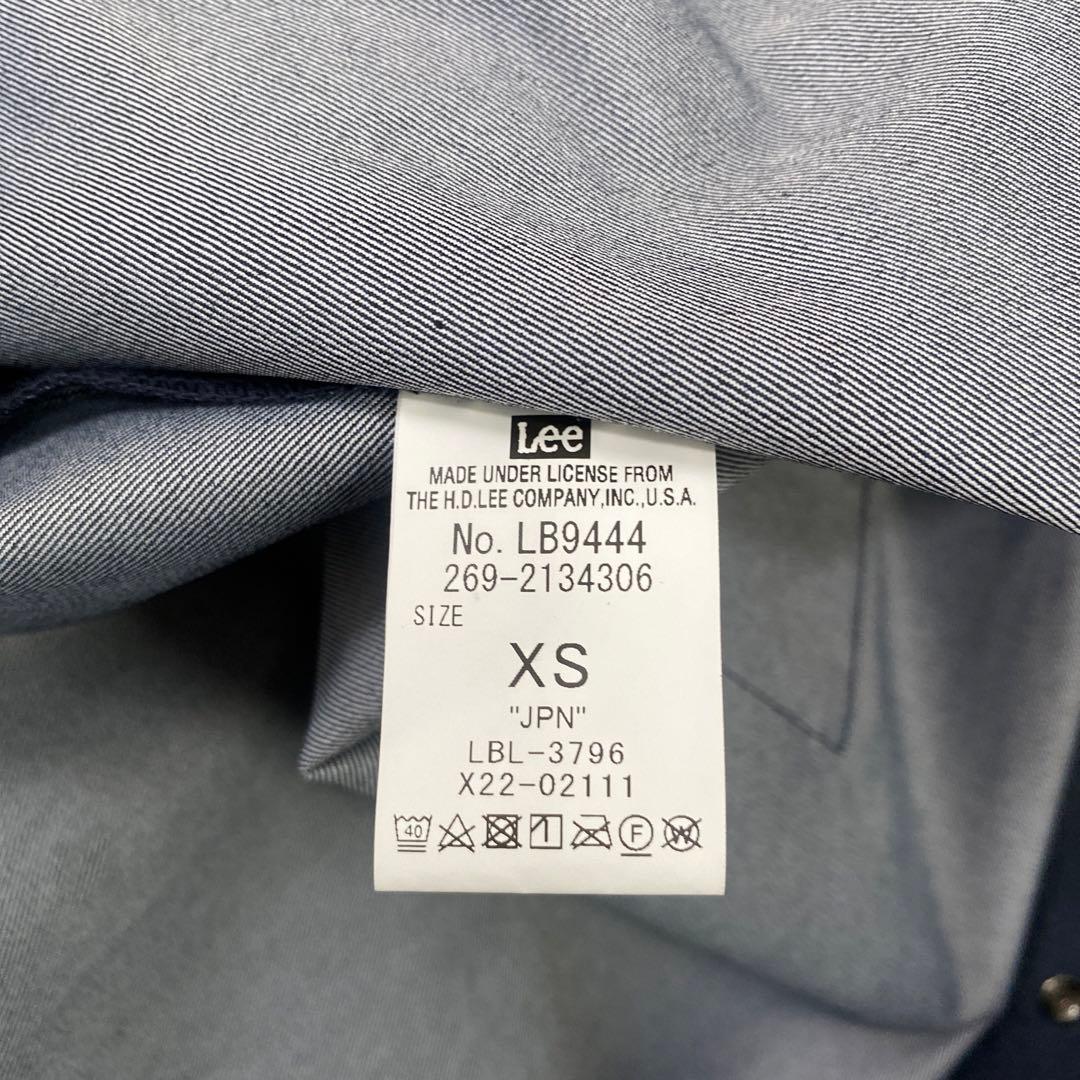 Lee
MADE UNDER LICENSE FROM
THE H.D.LEE COMPANY,INC.,U.S.A.
No. LB9444
269-2134306
SIZE
XS
"JPN"
LBL-3796
X22-02111
40 F W